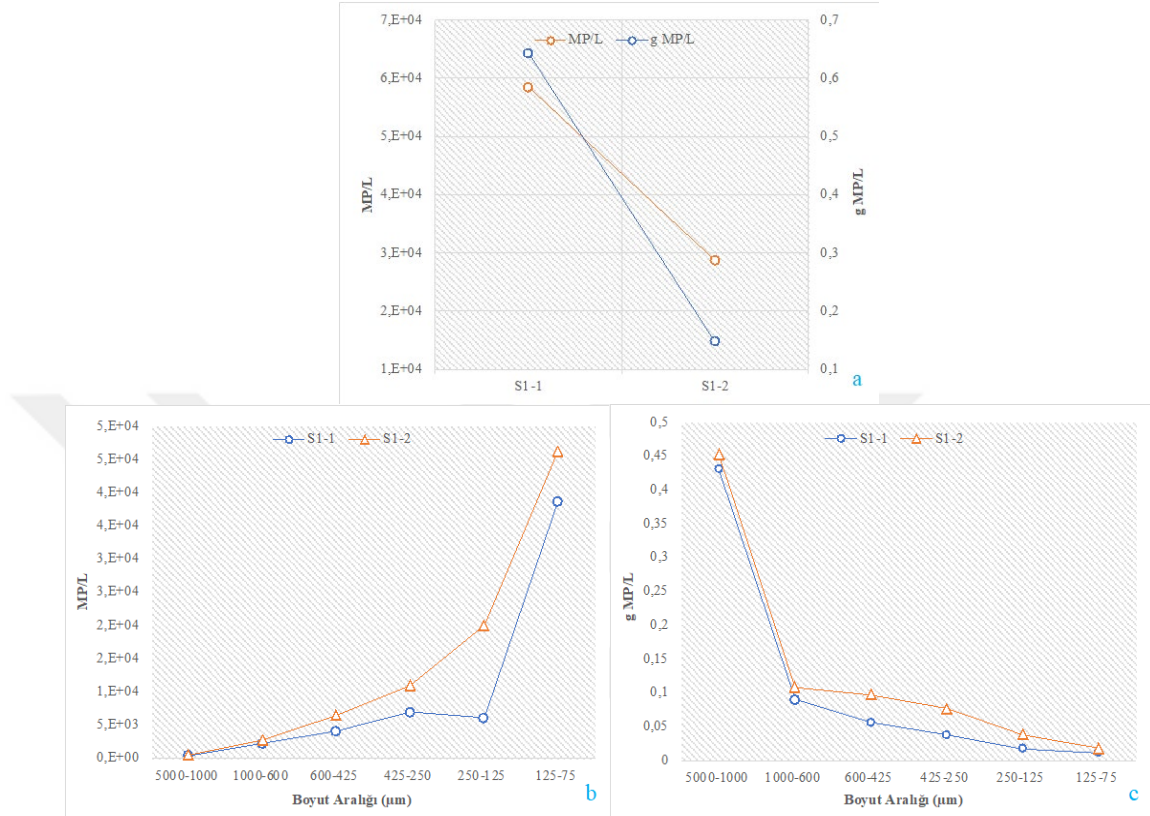 7,E+04
6,E+04
5,E+04
4,E+04
3,E+04
2,E+04
1,E+04
MP/L
MP/L
g MP/L
0,7
0,6
0,5
0,4
0,3
0,2
0,1
g MP/L
S1-1
S1-2
a
5,E+04
5,E+04
4,E+04
4,E+04
3,E+04
3,E+04
2,E+04
2,E+04
1,E+04
5,E+03
0,E+00
MP/L
S1-1
S1-2
5000-1000
1000-600
600-425
425-250
250-125
125-75
Boyut Aralığı (µm)
b
0,5
0,45
0,4
0,35
0,3
0,25
0,2
0,15
0,1
0,05
0
g MP/L
S1-1
S1-2
5000-1000
1000-600
600-425
425-250
250-125
125-75
Boyut Aralığı (µm)
c